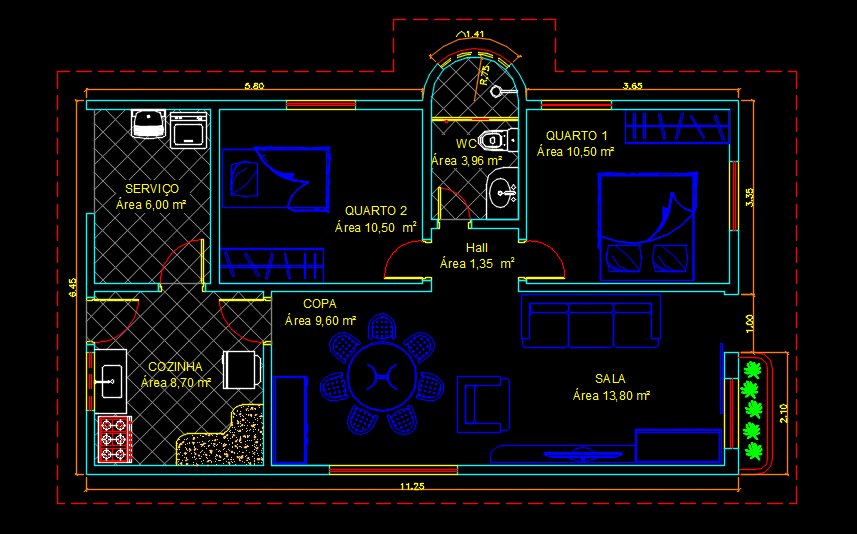 1.41
5.80
3.65
R.75
WC
Área 3,96 m²
QUARTO 1
Área 10,50 m²
SERVIÇO
Área 6,00 m²
QUARTO 2
Área 10,50 m²
3.35
Hall
Área 1,35 m²
6.45
COPA
Área 9,60 m²
1.00
COZINHA
Área 8,70 m²
SALA
Área 13,80 m²
2.10
11.25